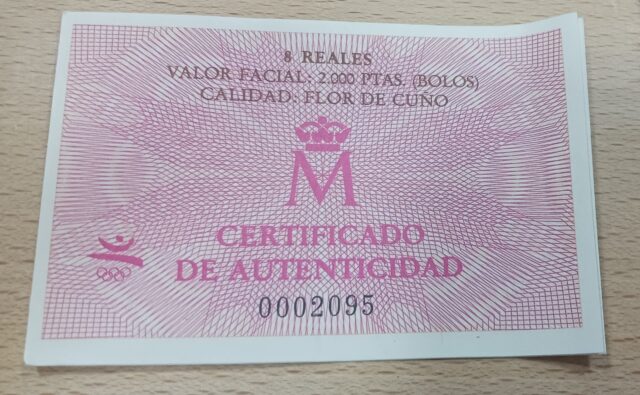 8 REALES
VALOR FACIAL: 2.000 PTAS. (BOLOS)
CALIDAD: FLOR DE CUÑO
M
CERTIFICADO
DE AUTENTICIDAD
0002095